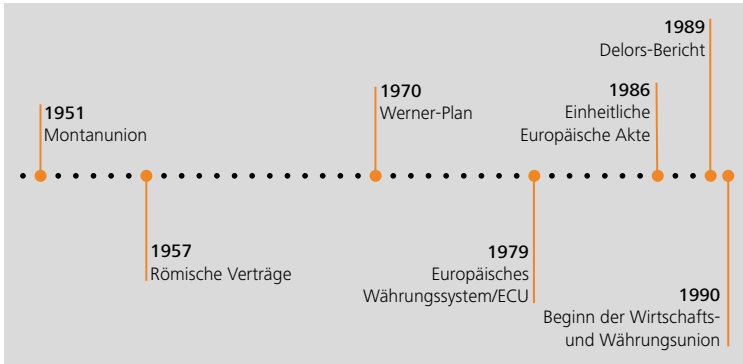 1951
Montanunion
1957
Römische Verträge
1970
Werner-Plan
1979
Europäisches
Währungssystem/ECU
1986
Einheitliche
Europäische Akte
1989
Delors-Bericht
1990
Beginn der Wirtschafts-
und Währungsunion